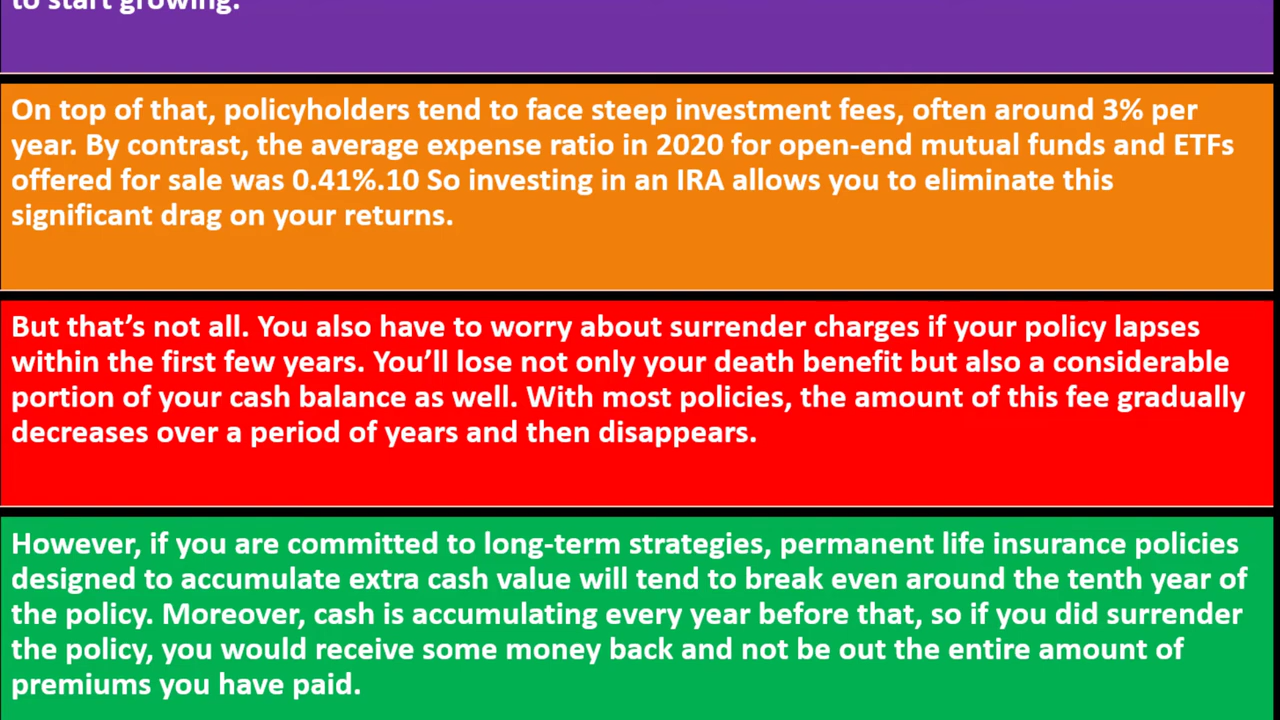 to start growing.
On top of that, policyholders tend to face steep investment fees, often around 3% per
year. By contrast, the average expense ratio in 2020 for open-end mutual funds and ETFs
offered for sale was 0.41%.10 So investing in an IRA allows you to eliminate this
significant drag on your returns.
But that’s not all. You also have to worry about surrender charges if your policy lapses
within the first few years. You’ll lose not only your death benefit but also a considerable
portion of your cash balance as well. With most policies, the amount of this fee gradually
decreases over a period of years and then disappears.
However, if you are committed to long-term strategies, permanent life insurance policies
designed to accumulate extra cash value will tend to break even around the tenth year of
the policy. Moreover, cash is accumulating every year before that, so if you did surrender
the policy, you would receive some money back and not be out the entire amount of
premiums you have paid.